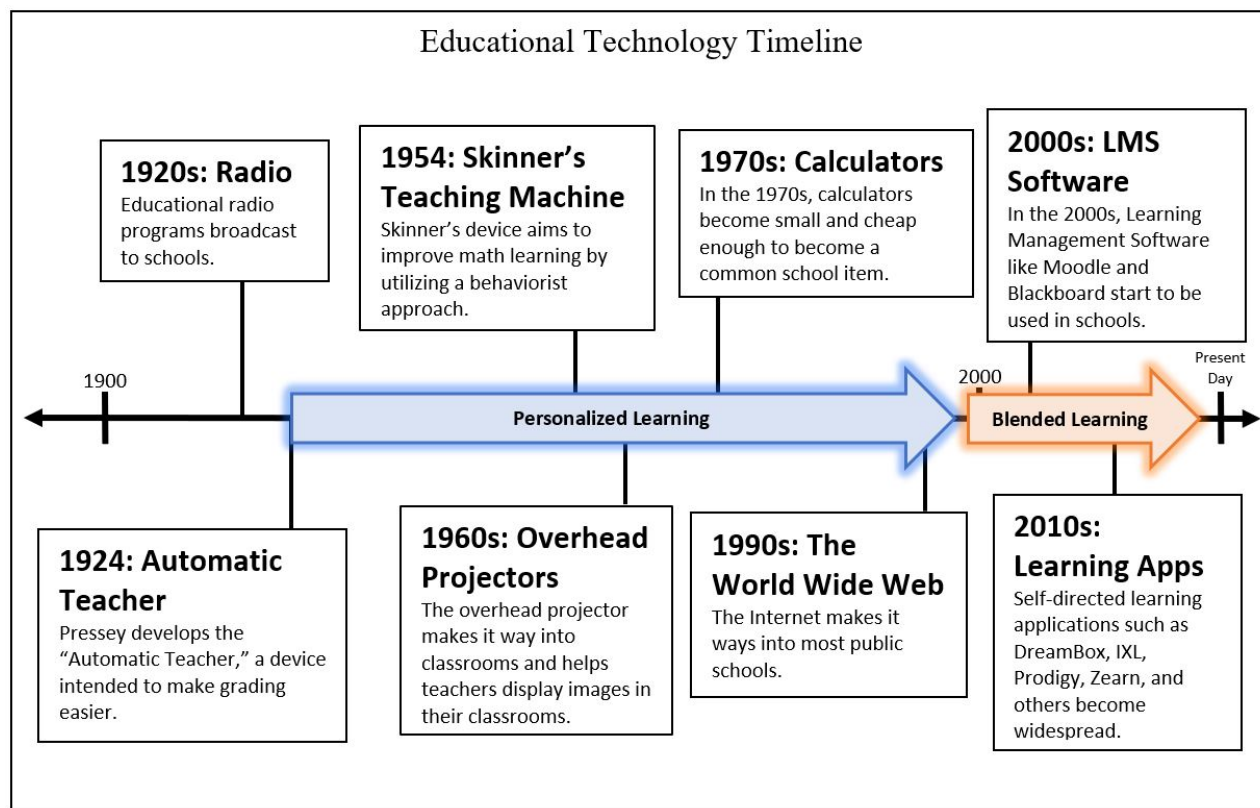 Educational Technology Timeline
1920s: Radio
Educational radio
programs broadcast
to schools.
1954: Skinner’s
Teaching Machine
Skinner’s device aims to
improve math learning by
utilizing a behaviorist
approach.
1970s: Calculators
In the 1970s, calculators
become small and cheap
enough to become a
common school item.
2000s: LMS
Software
In the 2000s, Learning
Management Software
like Moodle and
Blackboard start to be
used in schools.
1900
2000
Present
Day
Personalized Learning
Blended Learning
1924: Automatic
Teacher
Pressey develops the
“Automatic Teacher,” a device
intended to make grading
easier.
1960s: Overhead
Projectors
The overhead projector
makes it way into
classrooms and helps
teachers display images in
their classrooms.
1990s: The
World Wide Web
The Internet makes it
ways into most public
schools.
2010s:
Learning Apps
Self-directed learning
applications such as
DreamBox, IXL,
Prodigy, Zearn, and
others become
widespread.